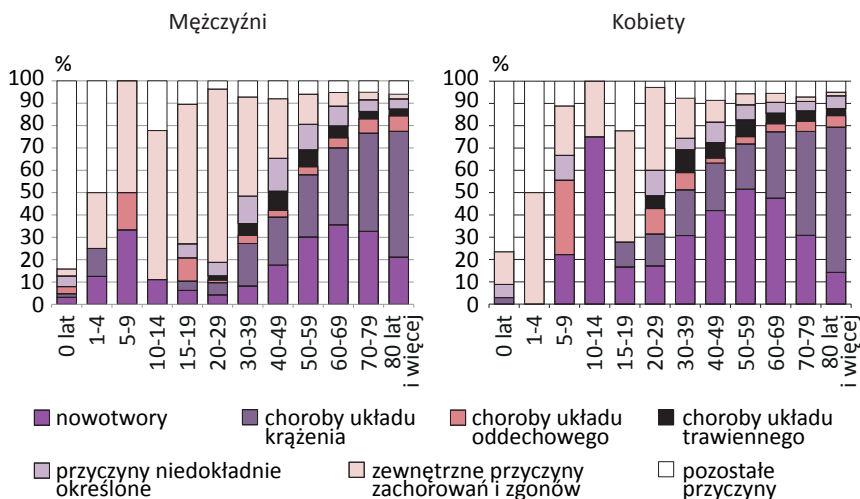 Mężczyźni
Kobiety
%
100
90
80
70
60
50
40
30
20
10
0
0 lat
1-4
5-9
10-14
15-19
20-29
30-39
40-49
50-59
60-69
70-79
80 lat
i więcej
%
100
90
80
70
60
50
40
30
20
10
0
0 lat
1-4
5-9
10-14
15-19
20-29
30-39
40-49
50-59
60-69
70-79
80 lat
i więcej
nowotwory
choroby układu
krążenia
choroby układu
oddechowego
choroby układu
trawiennego
przyczyny niedokładnie
określone
zewnętrzne przyczyny
zachorowań i zgonów
pozostałe
przyczyny